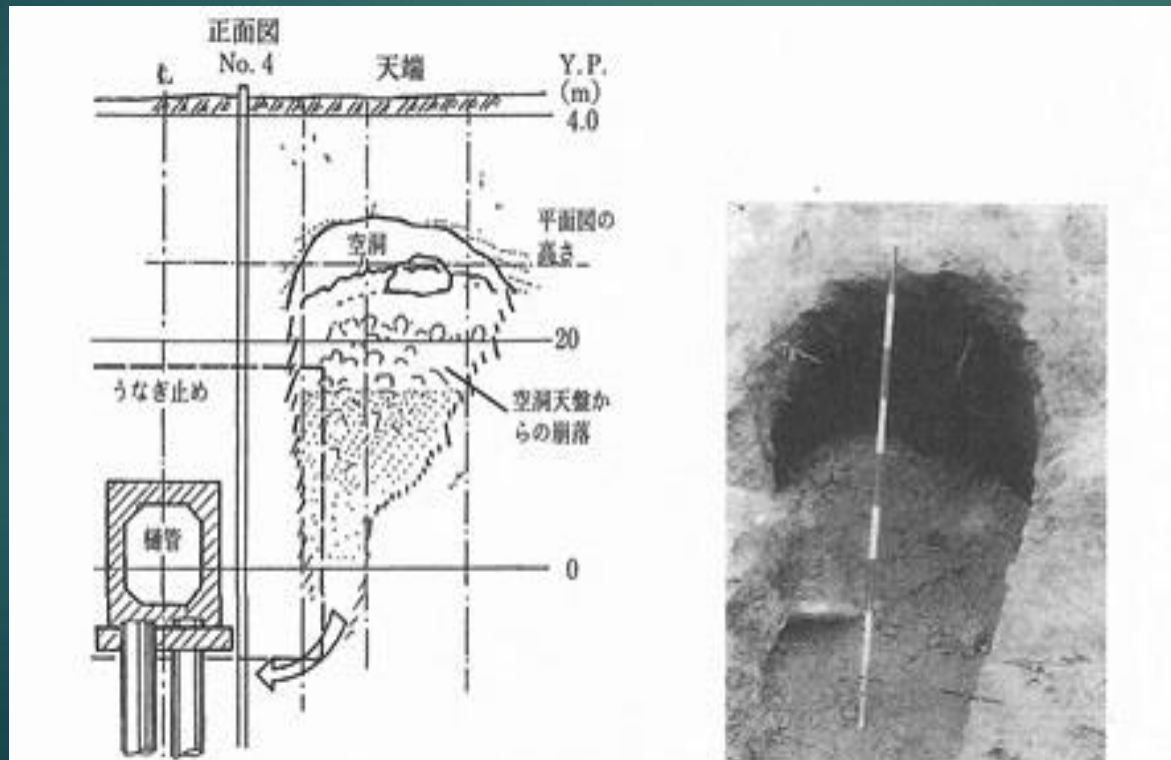 正面図
No. 4
℄
天端
Y. P.
(m)
4.0
平面図の
高さ
空洞
20
うなぎ止め
空洞天盤か
らの崩落
樋管
0